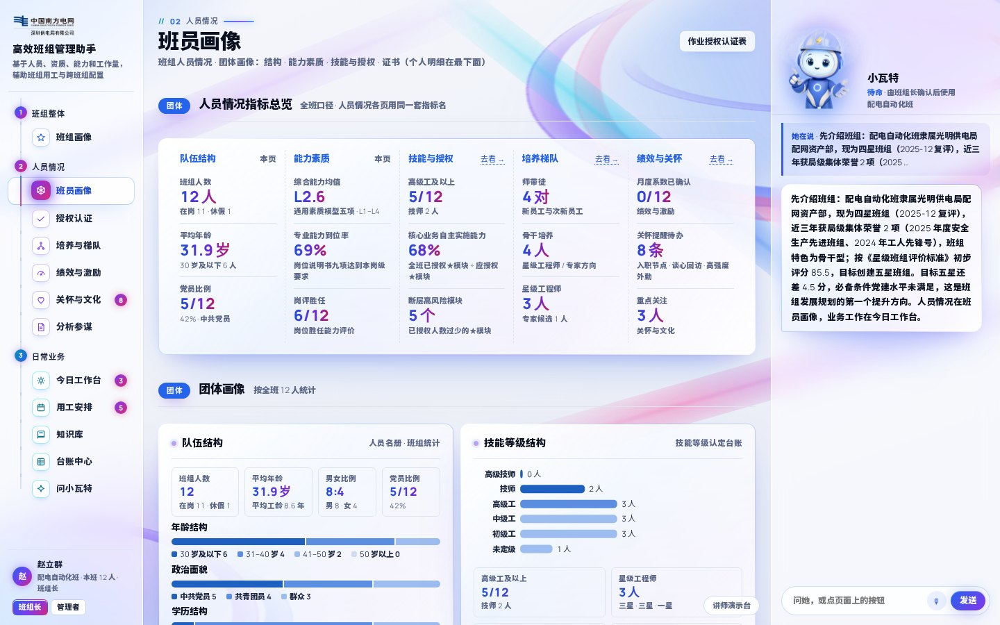 中国南方电网
CHINA SOUTHERN POWER GRID
深圳供电局有限公司
高效班组管理助手
基于人员、资质、能力和工作量，
辅助班组用工与跨班组配置
1 班组整体
班组画像
2 人员情况
班员画像
授权认证
培养与梯队
绩效与激励
关怀与文化 8
分析参谋
3 日常业务
今日工作台 3
用工安排 5
知识库
台账中心
问小瓦特
赵
赵立群
配电自动化班 · 本班 12 人 ·
班组长
班组长 管理者
// 02 人员情况
班员画像
班组人员情况 · 团体画像：结构 · 能力素质 · 技能与授权 · 证书（个人明细在最下面）
作业授权认证表
团体 人员情况指标总览 全班口径 · 人员情况各页用同一套指标名
队伍结构 本页
班组人数
12 人
在岗 11 · 休假 1
平均年龄
31.9 岁
30 岁及以下 6 人
党员比例
5/12
42% · 中共党员
能力素质 本页
综合能力均值
L2.6
通用素质模型五项 · L1–L4
专业能力到位率
69%
岗位说明书九项达到本岗级
要求
岗评胜任
6/12
岗位胜任能力评价
技能与授权 去看 →
高级工及以上
5/12
技师 2 人
核心业务自主实施能力
68%
全班已授权★模块 ÷ 应授权
★模块
断层高风险模块
5 个
已授权人数过少的★模块
培养梯队 去看 →
师带徒
4 对
新员工与次新员工
骨干培养
4 人
星级工程师 / 专家方向
星级工程师
3 人
专家候选 1 人
绩效与关怀 去看 →
月度系数已确认
0/12
绩效与激励
关怀提醒待办
8 条
入职节点 · 谈心回访 · 高强度
外勤
重点关注
3 人
关怀与文化
团体 团体画像 按全班 12 人统计
队伍结构 人员名册 · 班组统计
班组人数
12
在岗 11 · 休假 1
平均年龄
31.9 岁
平均工龄 8.6 年
男女比例
8:4
男 8 · 女 4
党员比例
5/12
42%
年龄结构
30 岁及以下 6 31–40 岁 4 41–50 岁 2 50 岁以上 0
政治面貌
中共党员 5 共青团员 4 群众 3
学历结构
技能等级结构 技能等级认定台账
高级技师 0 人
技师 2 人
高级工 3 人
中级工 3 人
初级工 3 人
未定级 1 人
高级工及以上
5/12
技师 2 人
星级工程师
3 人
三星 · 三星 · 一星
讲师演示台
小瓦特
待命 · 由班组长确认后使用
配电自动化班
她在说 · 先介绍班组：配电自动化班隶属光明供电局
配网资产部，现为四星班组（2025-12 复评），近三
年获局级集体荣誉 2 项（2025 …
先介绍班组：配电自动化班隶属光明供电局配
网资产部，现为四星班组（2025-12 复评），
近三年获局级集体荣誉 2 项（2025 年度安全
生产先进班组、2024 年工人先锋号），班组
特色为骨干型；按《星级班组评价标准》初步
评分 85.5，目标创建五星班组。目标五星还
差 4.5 分，必备条件党建水平未满足，这是班
组发展规划的第一个提升方向。人员情况在班
员画像，业务工作在今日工作台。
问她，或点页面上的按钮
发送